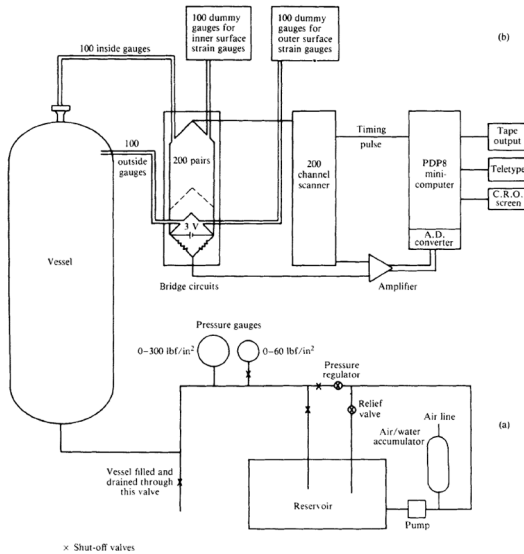 100 dummy
gauges for
inner surface
strain gauges
100 dummy
gauges for
outer surface
strain gauges
(b)
100 inside gauges
100
outside
gauges
200 pairs
3 V
Bridge circuits
200
channel
scanner
Timing
pulse
PDP8
mini-
computer
A.D.
converter
Tape
output
Teletype
C.R.O.
screen
Amplifier
Vessel
Pressure gauges
0–300 lbf/in²
0–60 lbf/in²
Pressure
regulator
Relief
valve
Air line
Air/water
accumulator
(a)
Vessel filled and
drained through
this valve
Reservoir
Pump
× Shut-off valves